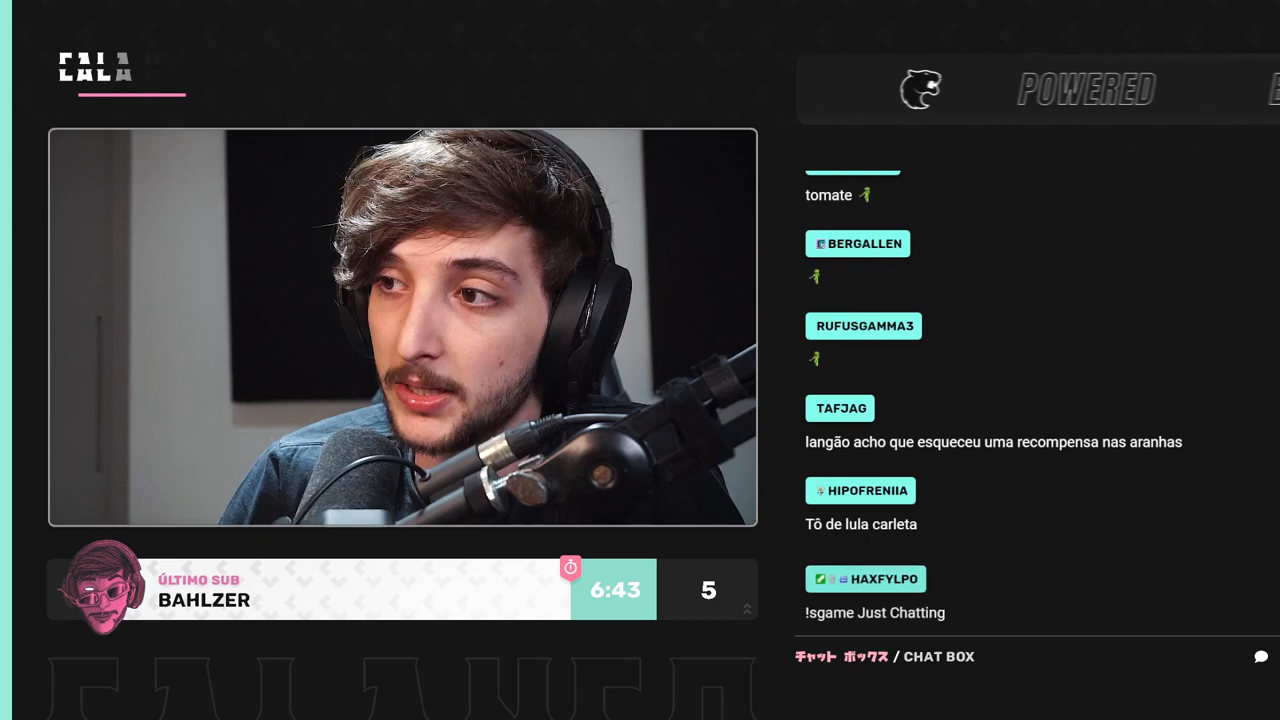 CALA
POWERED
tomate
BERGALLEN
RUFUSGAMMA3
TAFJAG
langão acho que esqueceu uma recompensa nas aranhas
HIPOFRENIIA
Tô de lula carleta
HAXFYLPO
!sgame Just Chatting
ÚLTIMO SUB
BAHLZER
6:43
5
チャット ボックス / CHAT BOX
CALANGO